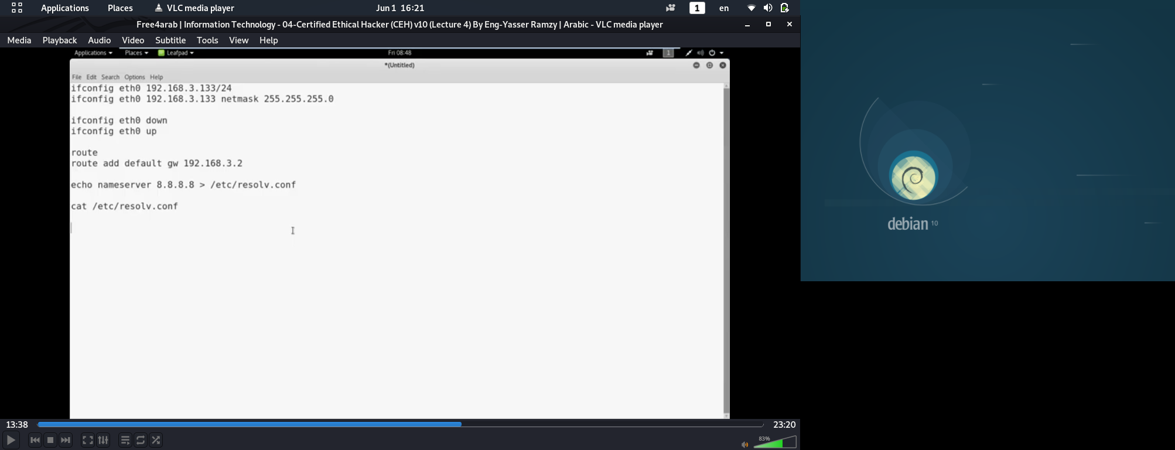 Applications Places VLC media player Jun 1 16:21 1 en
Free4arab | Information Technology - 04-Certified Ethical Hacker (CEH) v10 (Lecture 4) By Eng-Yasser Ramzy | Arabic - VLC media player
Media Playback Audio Video Subtitle Tools View Help
Applications Places Leafpad Fri 08:48 1
*(Untitled)
File Edit Search Options Help
ifconfig eth0 192.168.3.133/24
ifconfig eth0 192.168.3.133 netmask 255.255.255.0
ifconfig eth0 down
ifconfig eth0 up
route
route add default gw 192.168.3.2
echo nameserver 8.8.8.8 > /etc/resolv.conf
cat /etc/resolv.conf
13:38 23:20
83%
debian 10